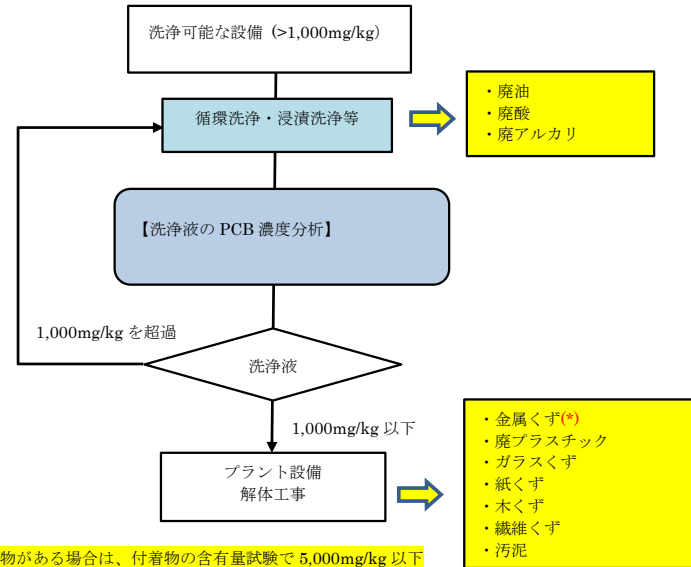 洗浄可能な設備 (>1,000mg/kg)
循環洗浄・浸漬洗浄等
・廃油
・廃酸
・廃アルカリ
【洗浄液の PCB 濃度分析】
1,000mg/kg を超過
洗浄液
1,000mg/kg 以下
プラント設備
解体工事
・金属くず(*)
・廃プラスチック
・ガラスくず
・紙くず
・木くず
・繊維くず
・汚泥
物がある場合は、付着物の含有量試験で 5,000mg/kg 以下